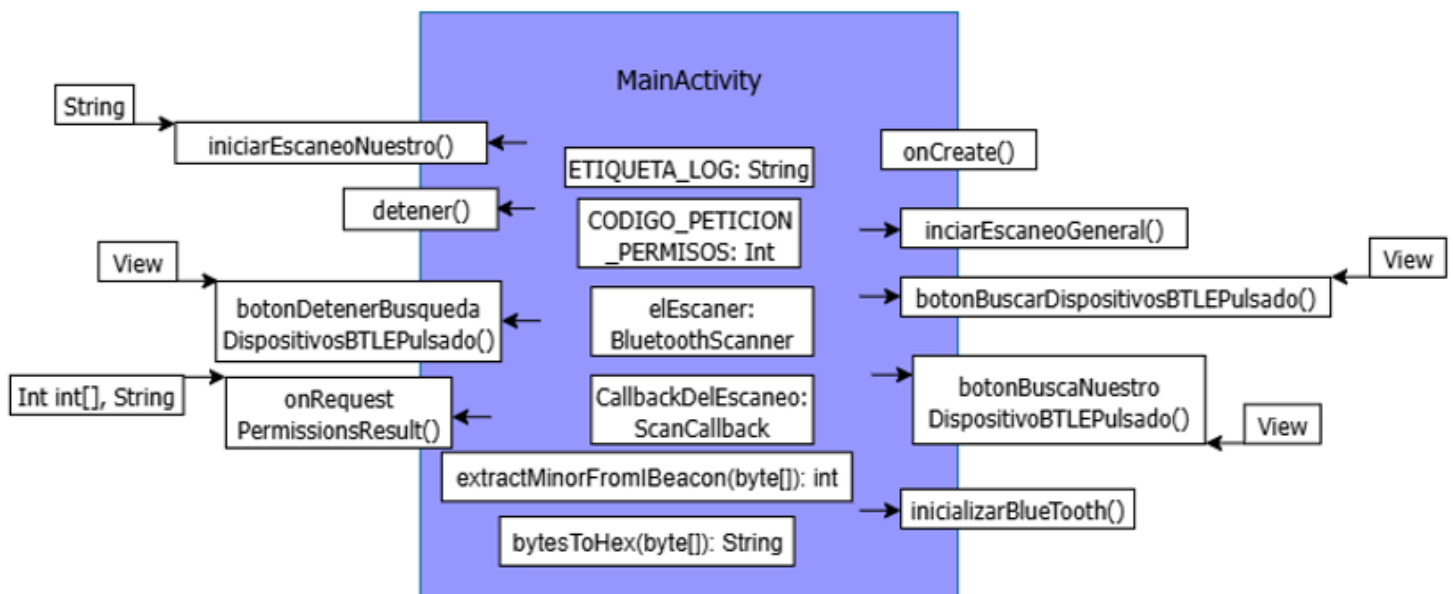 MainActivity
String
iniciarEscaneoNuestro()
detener()
View
botonDetenerBusqueda
DispositivosBTLEPulsado()
Int int[], String
onRequest
PermissionsResult()
ETIQUETA_LOG: String
CODIGO_PETICION
_PERMISOS: Int
elEscaner:
BluetoothScanner
CallbackDelEscaneo:
ScanCallback
extractMinorFromIBeacon(byte[]): int
bytesToHex(byte[]): String
onCreate()
inciarEscaneoGeneral()
View
botonBuscarDispositivosBTLEPulsado()
botonBuscaNuestro
DispositivoBTLEPulsado()
View
inicializarBlueTooth()